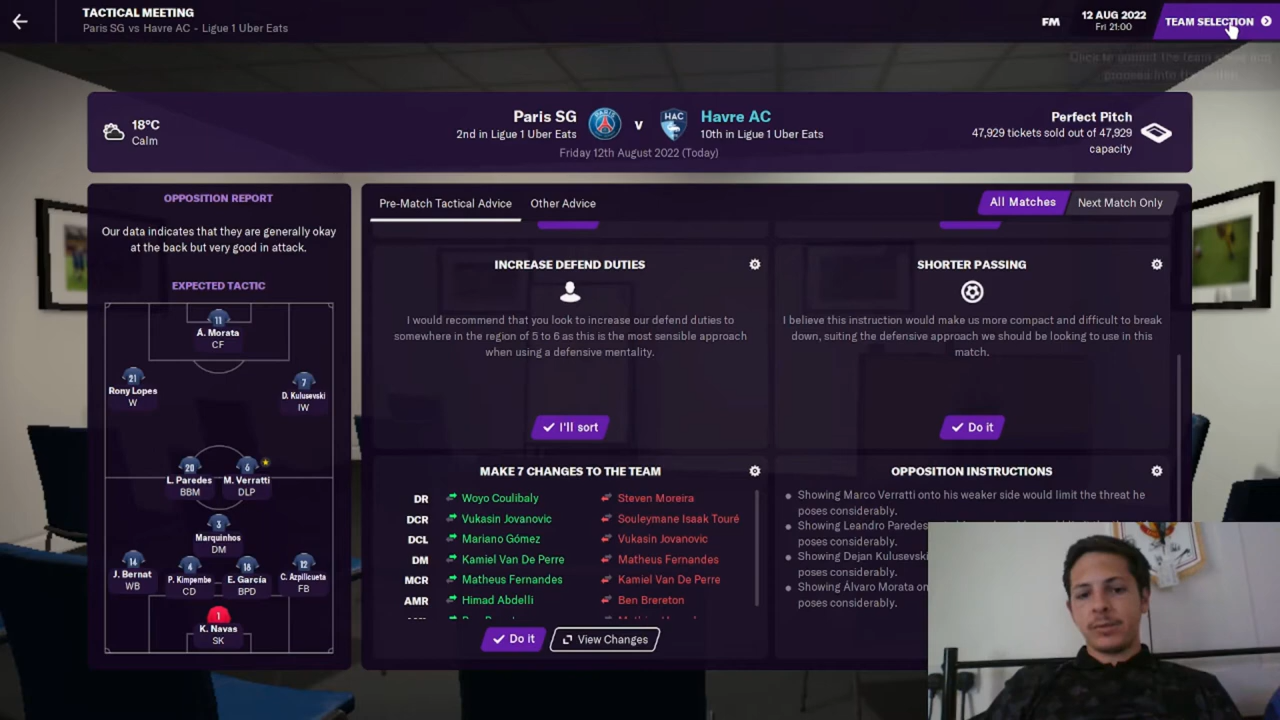 TACTICAL MEETING
Paris SG vs Havre AC - Ligue 1 Uber Eats
FM
12 AUG 2022
Fri 21:00
TEAM SELECTION
18°C
Calm
Paris SG
2nd in Ligue 1 Uber Eats
v
HAC
Havre AC
10th in Ligue 1 Uber Eats
Friday 12th August 2022 (Today)
Perfect Pitch
47,929 tickets sold out of 47,929
capacity
OPPOSITION REPORT
Our data indicates that they are generally okay
at the back but very good in attack.
EXPECTED TACTIC
11
Á. Morata
CF
21
Rony Lopes
W
7
D. Kulusevski
IW
20
L. Paredes
BBM
6
M. Verratti
DLP
3
Marquinhos
DM
14
J. Bernat
WB
4
P. Kimpembe
CD
18
E. García
BPD
12
C. Azpilicueta
FB
1
K. Navas
SK
Pre-Match Tactical Advice
Other Advice
All Matches
Next Match Only
INCREASE DEFEND DUTIES
I would recommend that you look to increase our defend duties to
somewhere in the region of 5 to 6 as this is the most sensible approach
when using a defensive mentality.
I'll sort
SHORTER PASSING
I believe this instruction would make us more compact and difficult to break
down, suiting the defensive approach we should be looking to use in this
match.
Do it
MAKE 7 CHANGES TO THE TEAM
DR Woyo Coulibaly Steven Moreira
DCR Vukasin Jovanovic Souleymane Isaak Touré
DCL Mariano Gómez Vukasin Jovanovic
DM Kamiel Van De Perre Matheus Fernandes
MCR Matheus Fernandes Kamiel Van De Perre
AMR Himad Abdelli Ben Brereton
Do it
View Changes
OPPOSITION INSTRUCTIONS
Showing Marco Verratti onto his weaker side would limit the threat he
poses considerably.
Showing Leandro Paredes
poses considerably.
Showing Dejan Kulusevski
poses considerably.
Showing Álvaro Morata on
poses considerably.